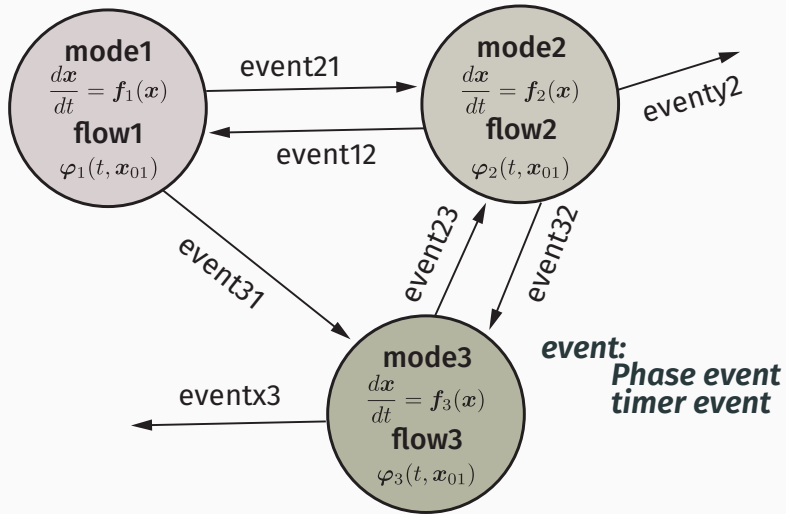 mode1
dx/dt = f₁(x)
flow1
φ₁(t, x₀₁)
event21
event12
mode2
dx/dt = f₂(x)
flow2
φ₂(t, x₀₁)
eventy2
event31
event23
event32
mode3
dx/dt = f₃(x)
flow3
φ₃(t, x₀₁)
eventx3
event:
Phase event
timer event